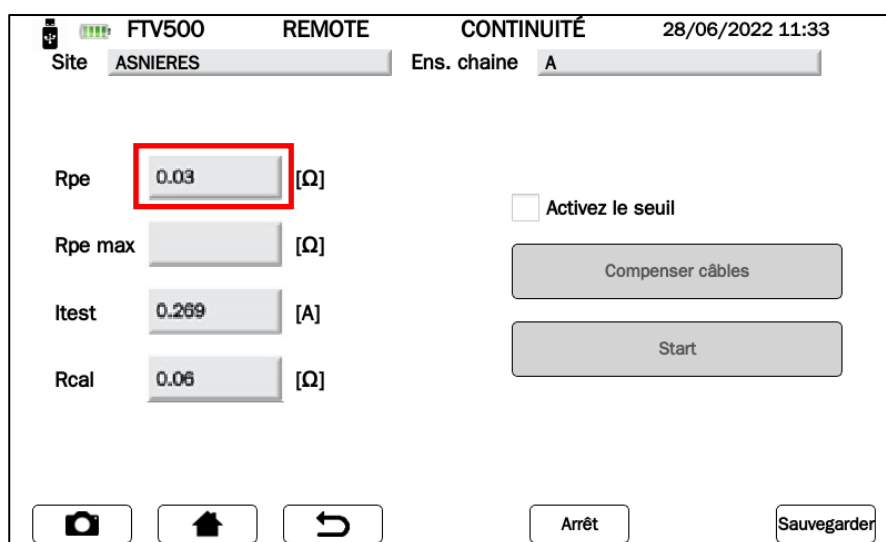 FTV500 REMOTE CONTINUITÉ 28/06/2022 11:33
Site ASNIERES Ens. chaine A
Rpe 0.03 [Ω]
Activez le seuil
Rpe max [Ω]
Compenser câbles
Itest 0.269 [A]
Start
Rcal 0.06 [Ω]
Arrêt Sauvegarder